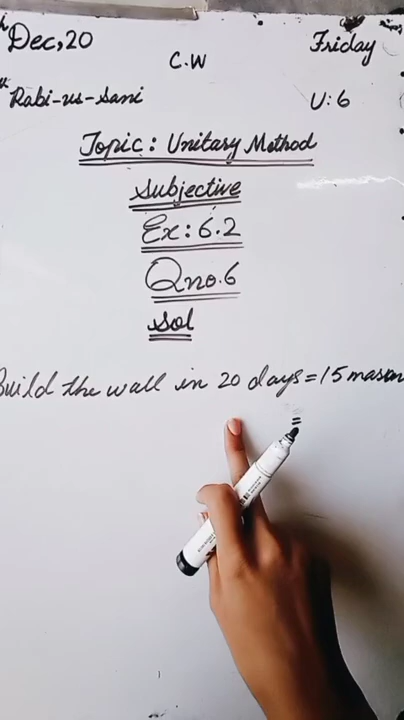 Dec, 20
Friday
C.W
Rabi-us-Sani
U: 6
Topic: Unitary Method
Subjective
Ex: 6.2
Qno.6
Sol
Build the wall in 20 days = 15 mason
=